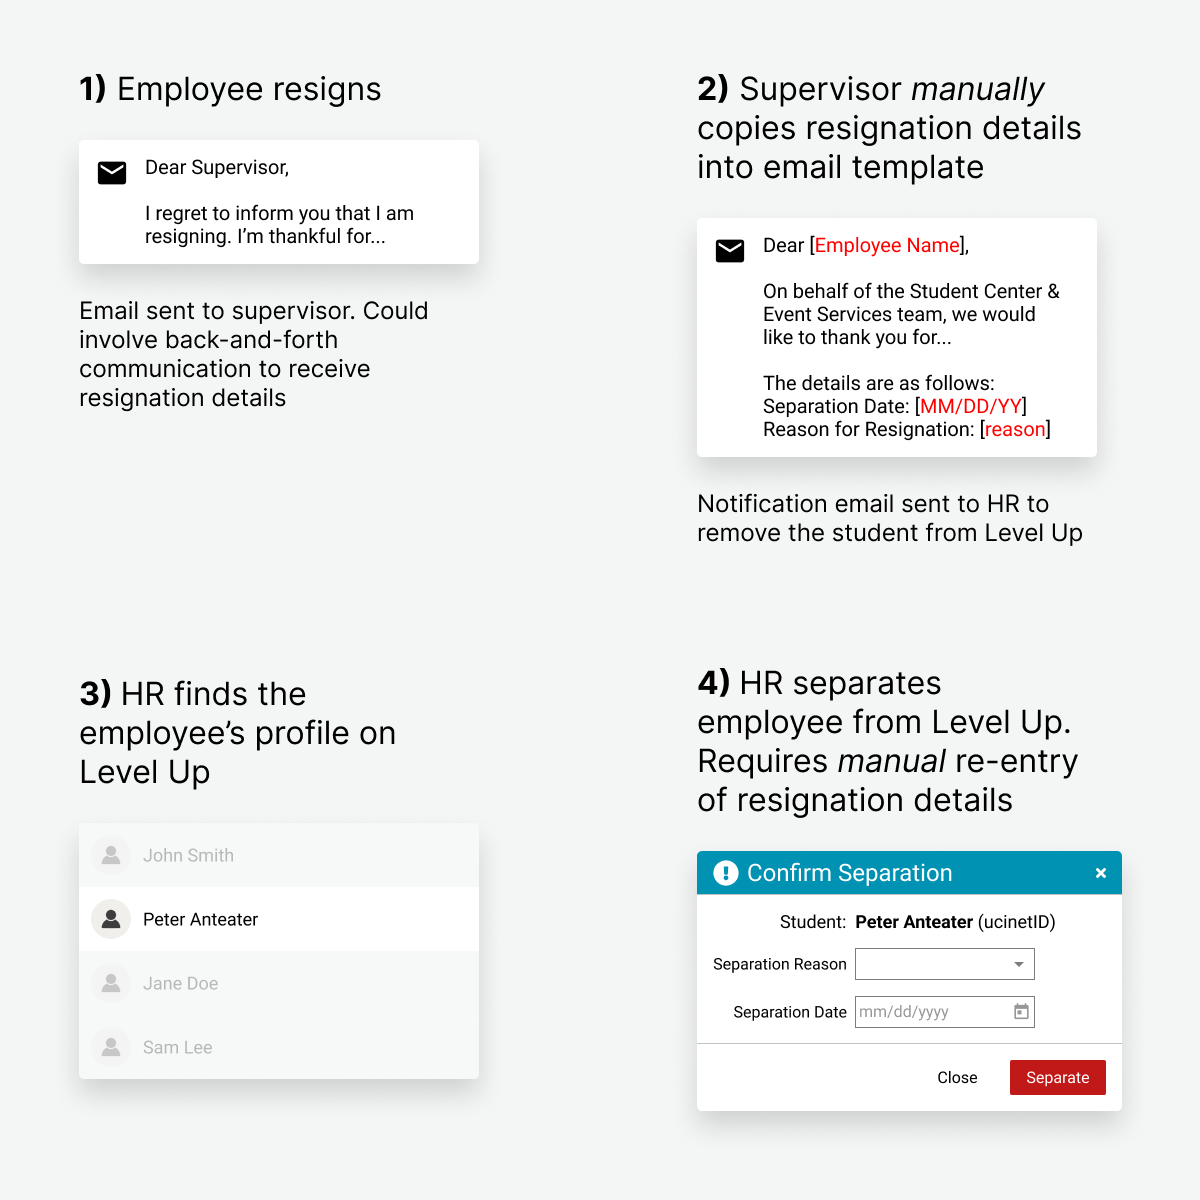 1) Employee resigns
Dear Supervisor,
I regret to inform you that I am
resigning. I’m thankful for...
Email sent to supervisor. Could
involve back-and-forth
communication to receive
resignation details
2) Supervisor manually
copies resignation details
into email template
Dear [Employee Name],
On behalf of the Student Center &
Event Services team, we would
like to thank you for...
The details are as follows:
Separation Date: [MM/DD/YY]
Reason for Resignation: [reason]
Notification email sent to HR to
remove the student from Level Up
3) HR finds the
employee’s profile on
Level Up
John Smith
Peter Anteater
Jane Doe
Sam Lee
4) HR separates
employee from Level Up.
Requires manual re-entry
of resignation details
Confirm Separation
Student: Peter Anteater (ucinetID)
Separation Reason
Separation Date mm/dd/yyyy
Close Separate